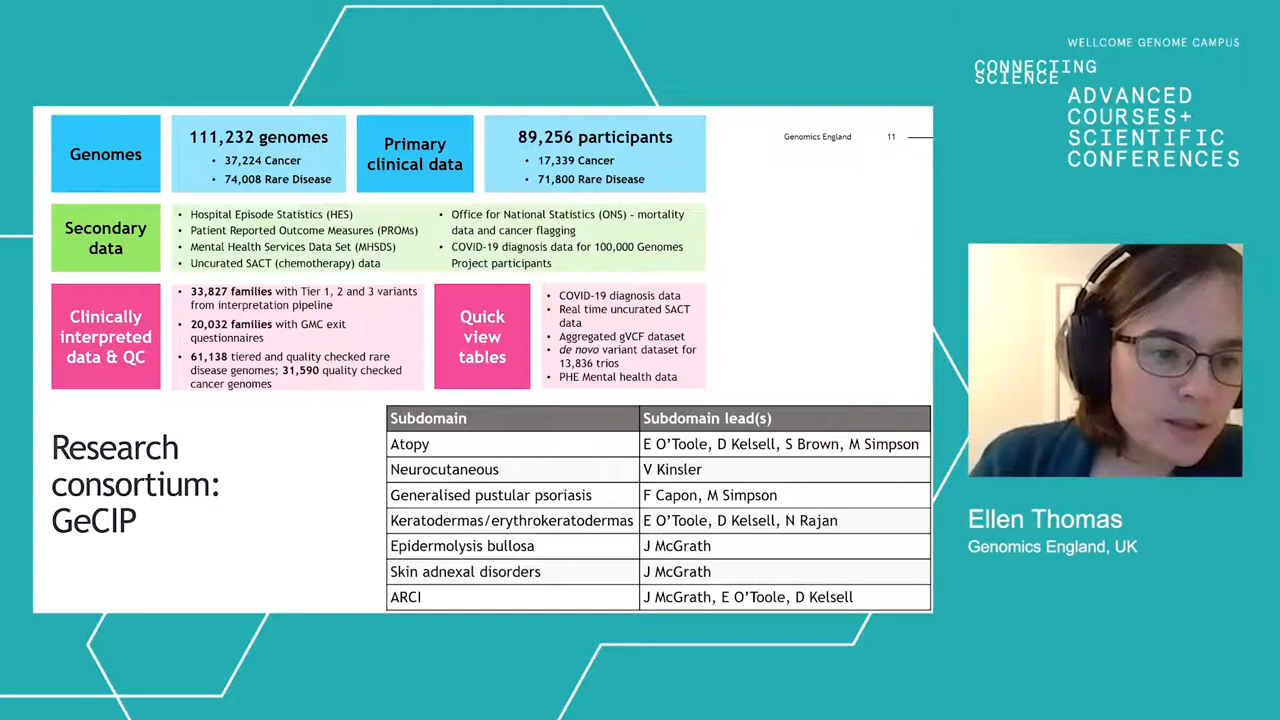 WELLCOME GENOME CAMPUS
CONNECTING
SCIENCE
ADVANCED
COURSES+
SCIENTIFIC
CONFERENCES
Genomics England 11
Genomes
111,232 genomes
• 37,224 Cancer
• 74,008 Rare Disease
Primary
clinical data
89,256 participants
• 17,339 Cancer
• 71,800 Rare Disease
Secondary
data
• Hospital Episode Statistics (HES)
• Patient Reported Outcome Measures (PROMs)
• Mental Health Services Data Set (MHSDS)
• Uncurated SACT (chemotherapy) data
• Office for National Statistics (ONS) - mortality
data and cancer flagging
• COVID-19 diagnosis data for 100,000 Genomes
Project participants
Clinically
interpreted
data & QC
• 33,827 families with Tier 1, 2 and 3 variants
from interpretation pipeline
• 20,032 families with GMC exit
questionnaires
• 61,138 tiered and quality checked rare
disease genomes; 31,590 quality checked
cancer genomes
Quick
view
tables
• COVID-19 diagnosis data
• Real time uncurated SACT
data
• Aggregated gVCF dataset
• de novo variant dataset for
13,836 trios
• PHE Mental health data
Research
consortium:
GeCIP
Subdomain Subdomain lead(s)
Atopy E O'Toole, D Kelsell, S Brown, M Simpson
Neurocutaneous V Kinsler
Generalised pustular psoriasis F Capon, M Simpson
Keratodermas/erythrokeratodermas E O'Toole, D Kelsell, N Rajan
Epidermolysis bullosa J McGrath
Skin adnexal disorders J McGrath
ARCI J McGrath, E O'Toole, D Kelsell
Ellen Thomas
Genomics England, UK